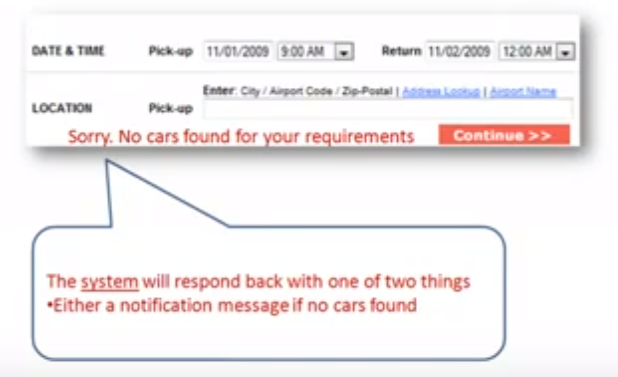 DATE & TIME Pick-up 11/01/2009 9:00 AM Return 11/02/2009 12:00 AM
Enter: City / Airport Code / Zip-Postal | Address Lookup | Airport Name
LOCATION Pick-up
Sorry. No cars found for your requirements Continue >>
The system will respond back with one of two things
•Either a notification message if no cars found